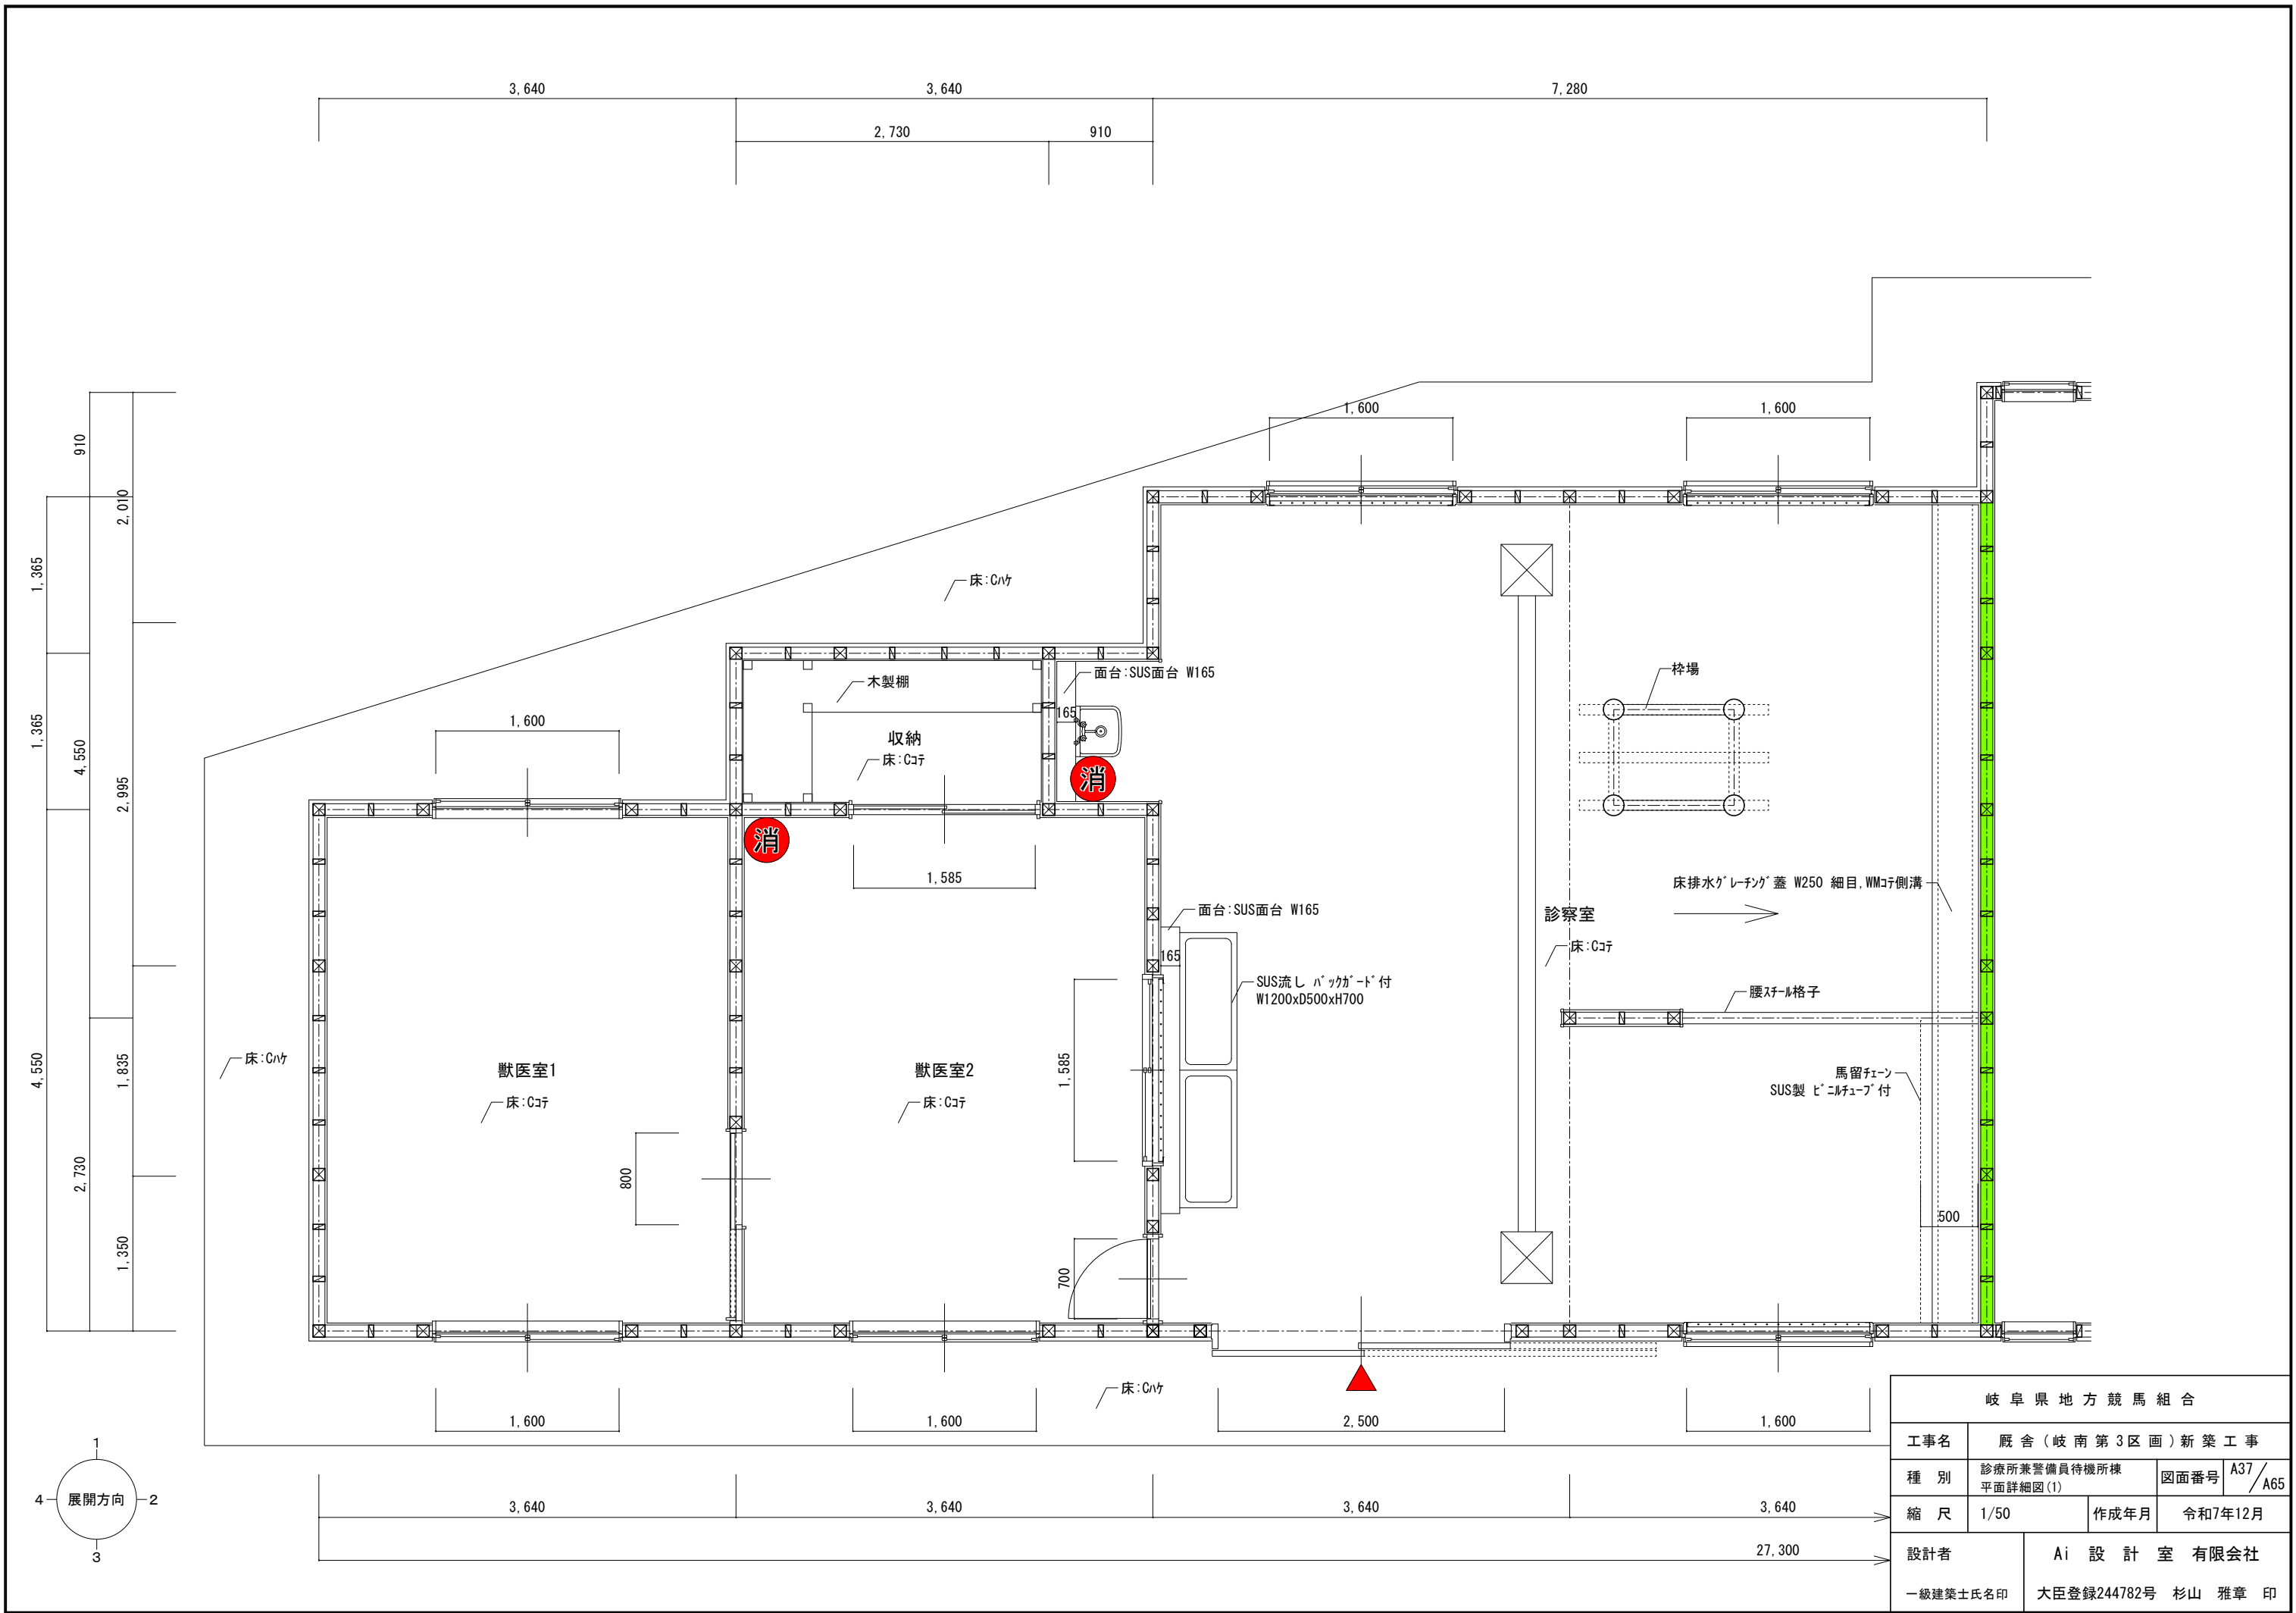 3,640
3,640
7,280
2,730
910
910
2,010
1,365
1,365
4,550
2,995
4,550
1,835
2,730
1,350
1,600
1,600
床:Cﾊｹ
木製棚
面台:SUS面台 W165
165
枠場
1,600
収納
床:Cｺﾃ
消
消
1,585
床排水ｸﾞﾚｰﾁﾝｸﾞ蓋 W250 細目,WMｺﾃ側溝
面台:SUS面台 W165
診察室
床:Cｺﾃ
165
SUS流し ﾊﾞｯｸｶﾞｰﾄﾞ付
W1200xD500xH700
腰ｽﾁｰﾙ格子
床:Cﾊｹ
獣医室1
床:Cｺﾃ
獣医室2
床:Cｺﾃ
1,585
馬留ﾁｪｰﾝ
SUS製 ﾋﾞﾆﾙﾁｭｰﾌﾞ付
800
700
500
床:Cﾊｹ
1,600
1,600
2,500
1,600
3,640
3,640
3,640
3,640
27,300
1
4
展開方向
2
3
岐阜県地方競馬組合
工事名 厩舎(岐南第3区画)新築工事
種別 診療所兼警備員待機所棟
平面詳細図(1)
図面番号 A37/A65
縮尺 1/50 作成年月 令和7年12月
設計者 Ai 設計室 有限会社
一級建築士氏名印 大臣登録244782号 杉山 雅章 印